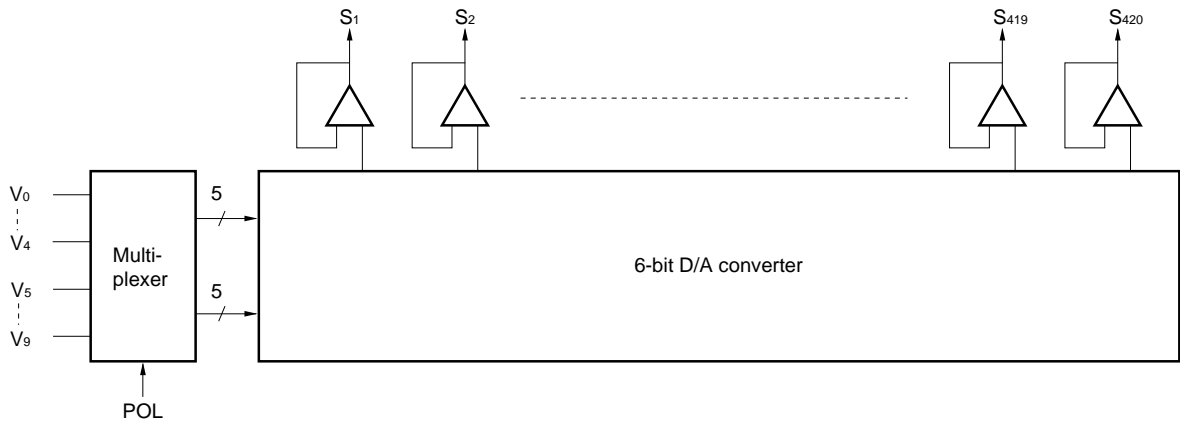 S1 S2 S419 S420
V0
V4
V5
V9
Multi-
plexer
5
5
6-bit D/A converter
POL